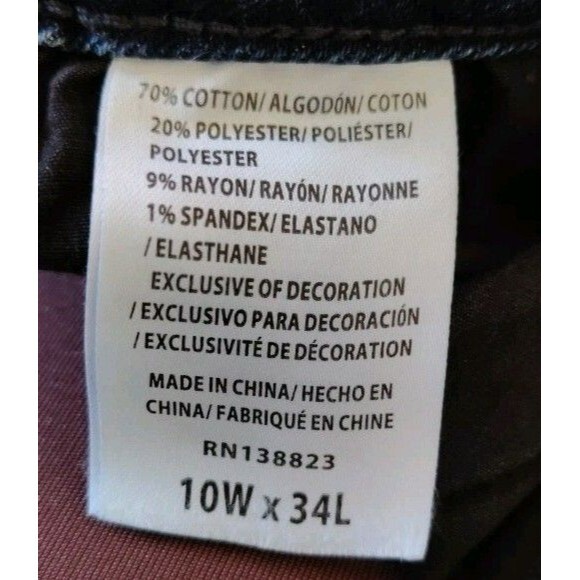 70% COTTON/ ALGODÓN/ COTON
20% POLYESTER/ POLIÉSTER/
POLYESTER
9% RAYON/ RAYÓN/ RAYONNE
1% SPANDEX/ ELASTANO
/ ELASTHANE
EXCLUSIVE OF DECORATION
/ EXCLUSIVO PARA DECORACIÓN
/ EXCLUSIVITÉ DE DÉCORATION
MADE IN CHINA/ HECHO EN
CHINA/ FABRIQUÉ EN CHINE
RN138823
10W x 34L